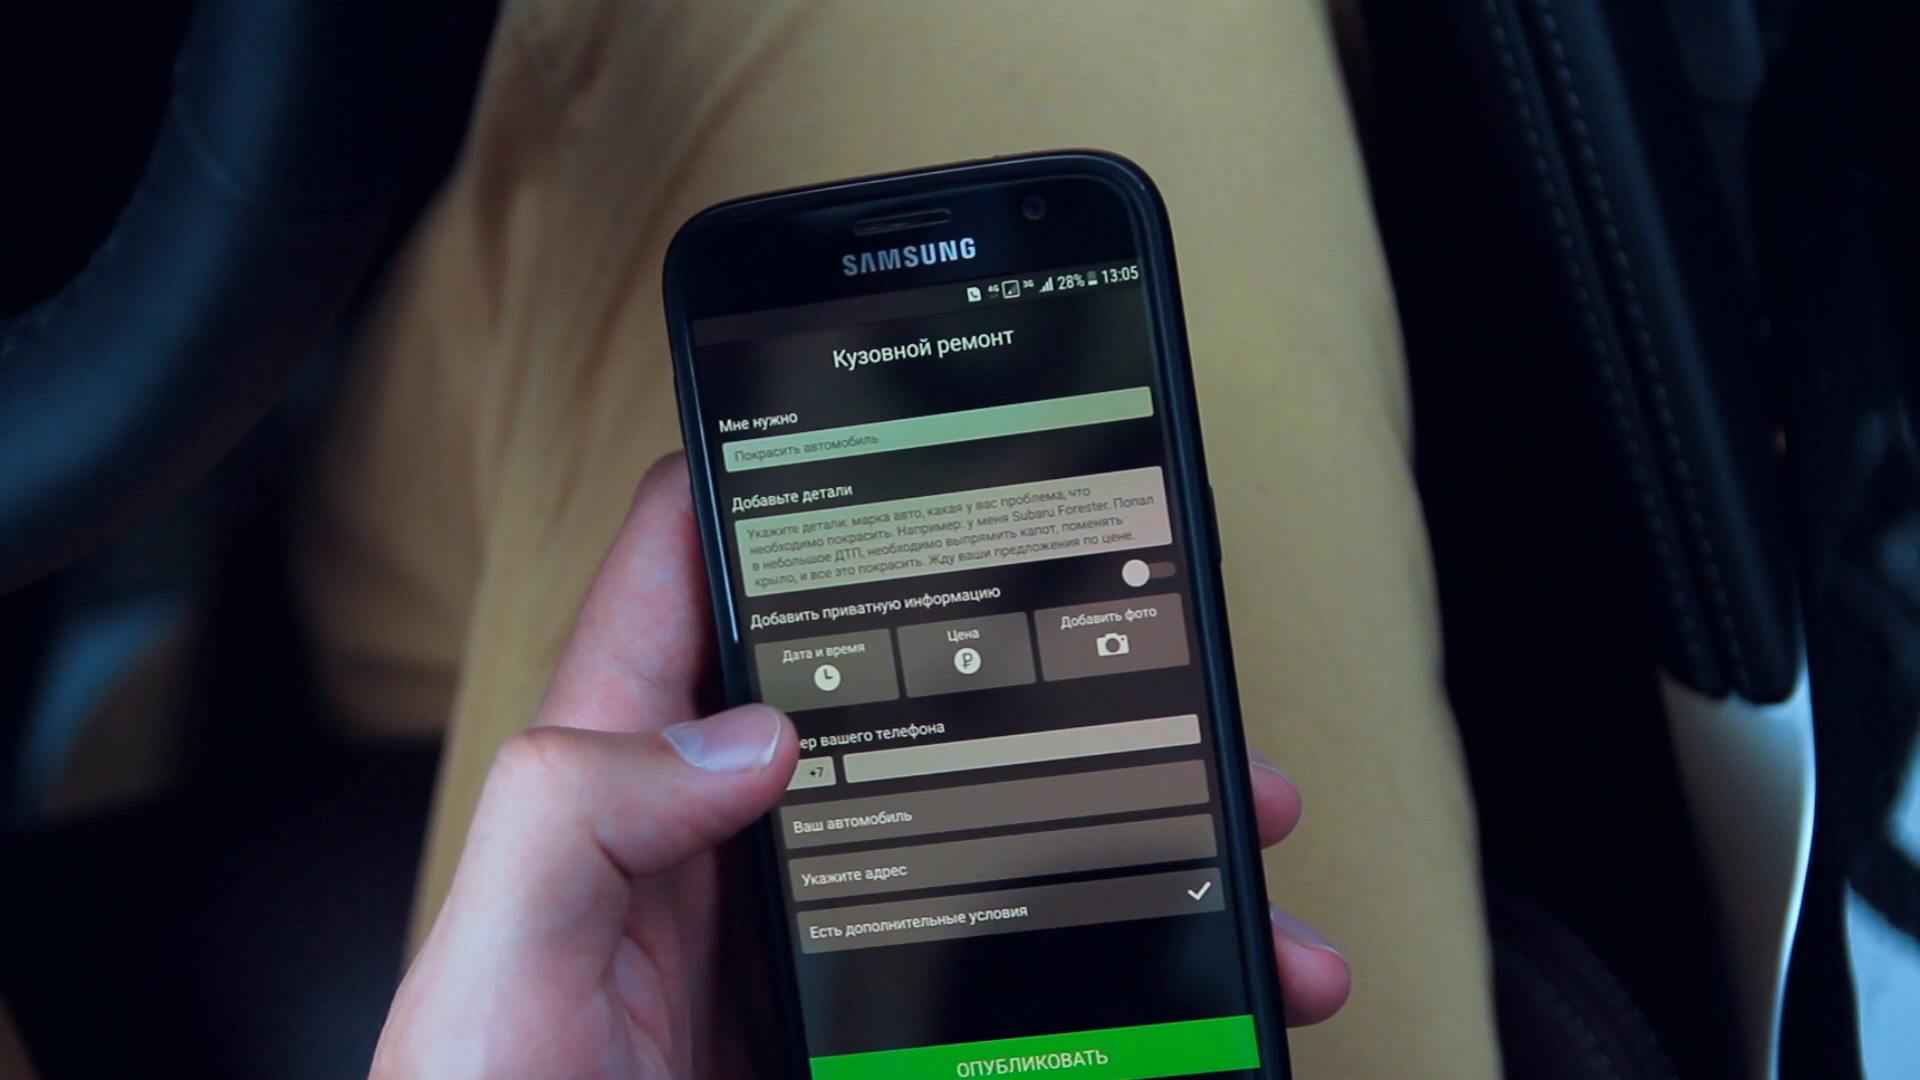 SAMSUNG
4G 3G 28% 13:05
Кузовной ремонт
Мне нужно
Покрасить автомобиль
Добавьте детали
Укажите детали: марка авто, какая у вас проблема, что
необходимо покрасить. Например: у меня Subaru Forester. Попал
в небольшое ДТП, необходимо выпрямить капот, поменять
крыло, и все это покрасить. Жду ваши предложения по цене.
Добавить приватную информацию
Дата и время
Цена
Добавить фото
ер вашего телефона
+7
Ваш автомобиль
Укажите адрес
Есть дополнительные условия
ОПУБЛИКОВАТЬ